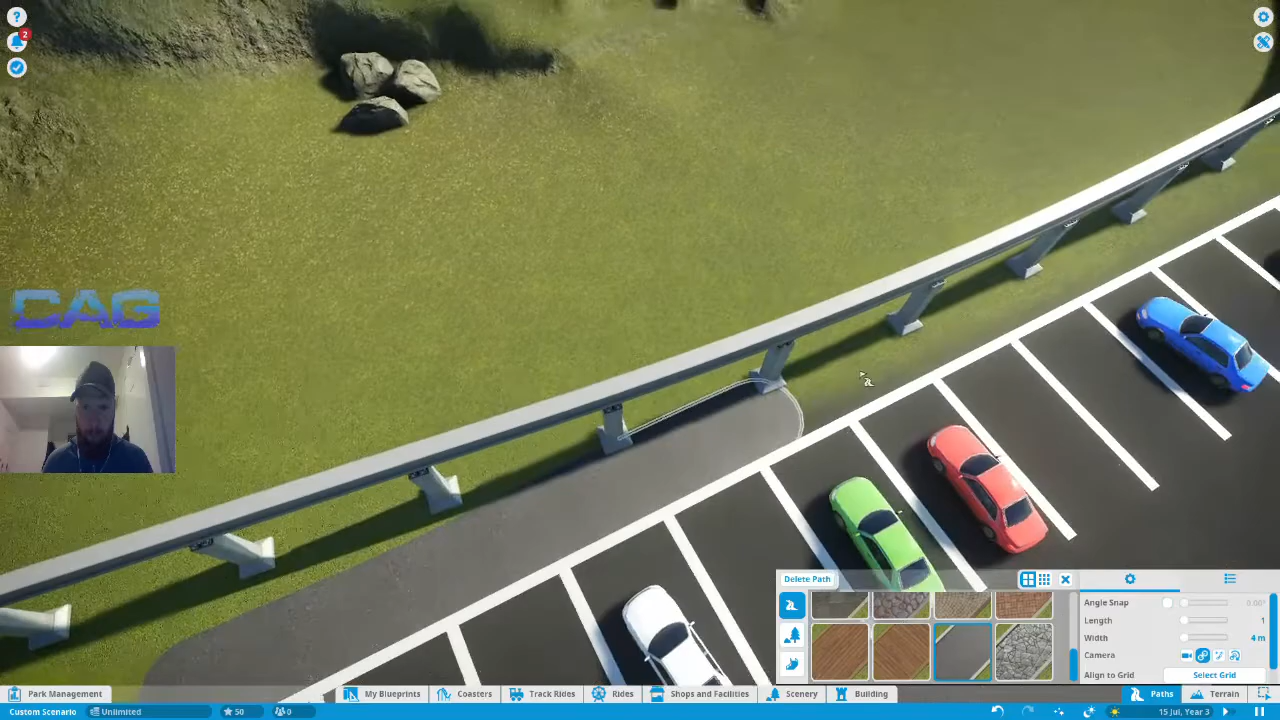 ?
2
CAG
Delete Path
Angle Snap 0.00°
Length 1
Width 4 m
Camera
Align to Grid Select Grid
Park Management My Blueprints Coasters Track Rides Rides Shops and Facilities Scenery Building Paths Terrain
Custom Scenario Unlimited 50 0 15 Jul, Year 3